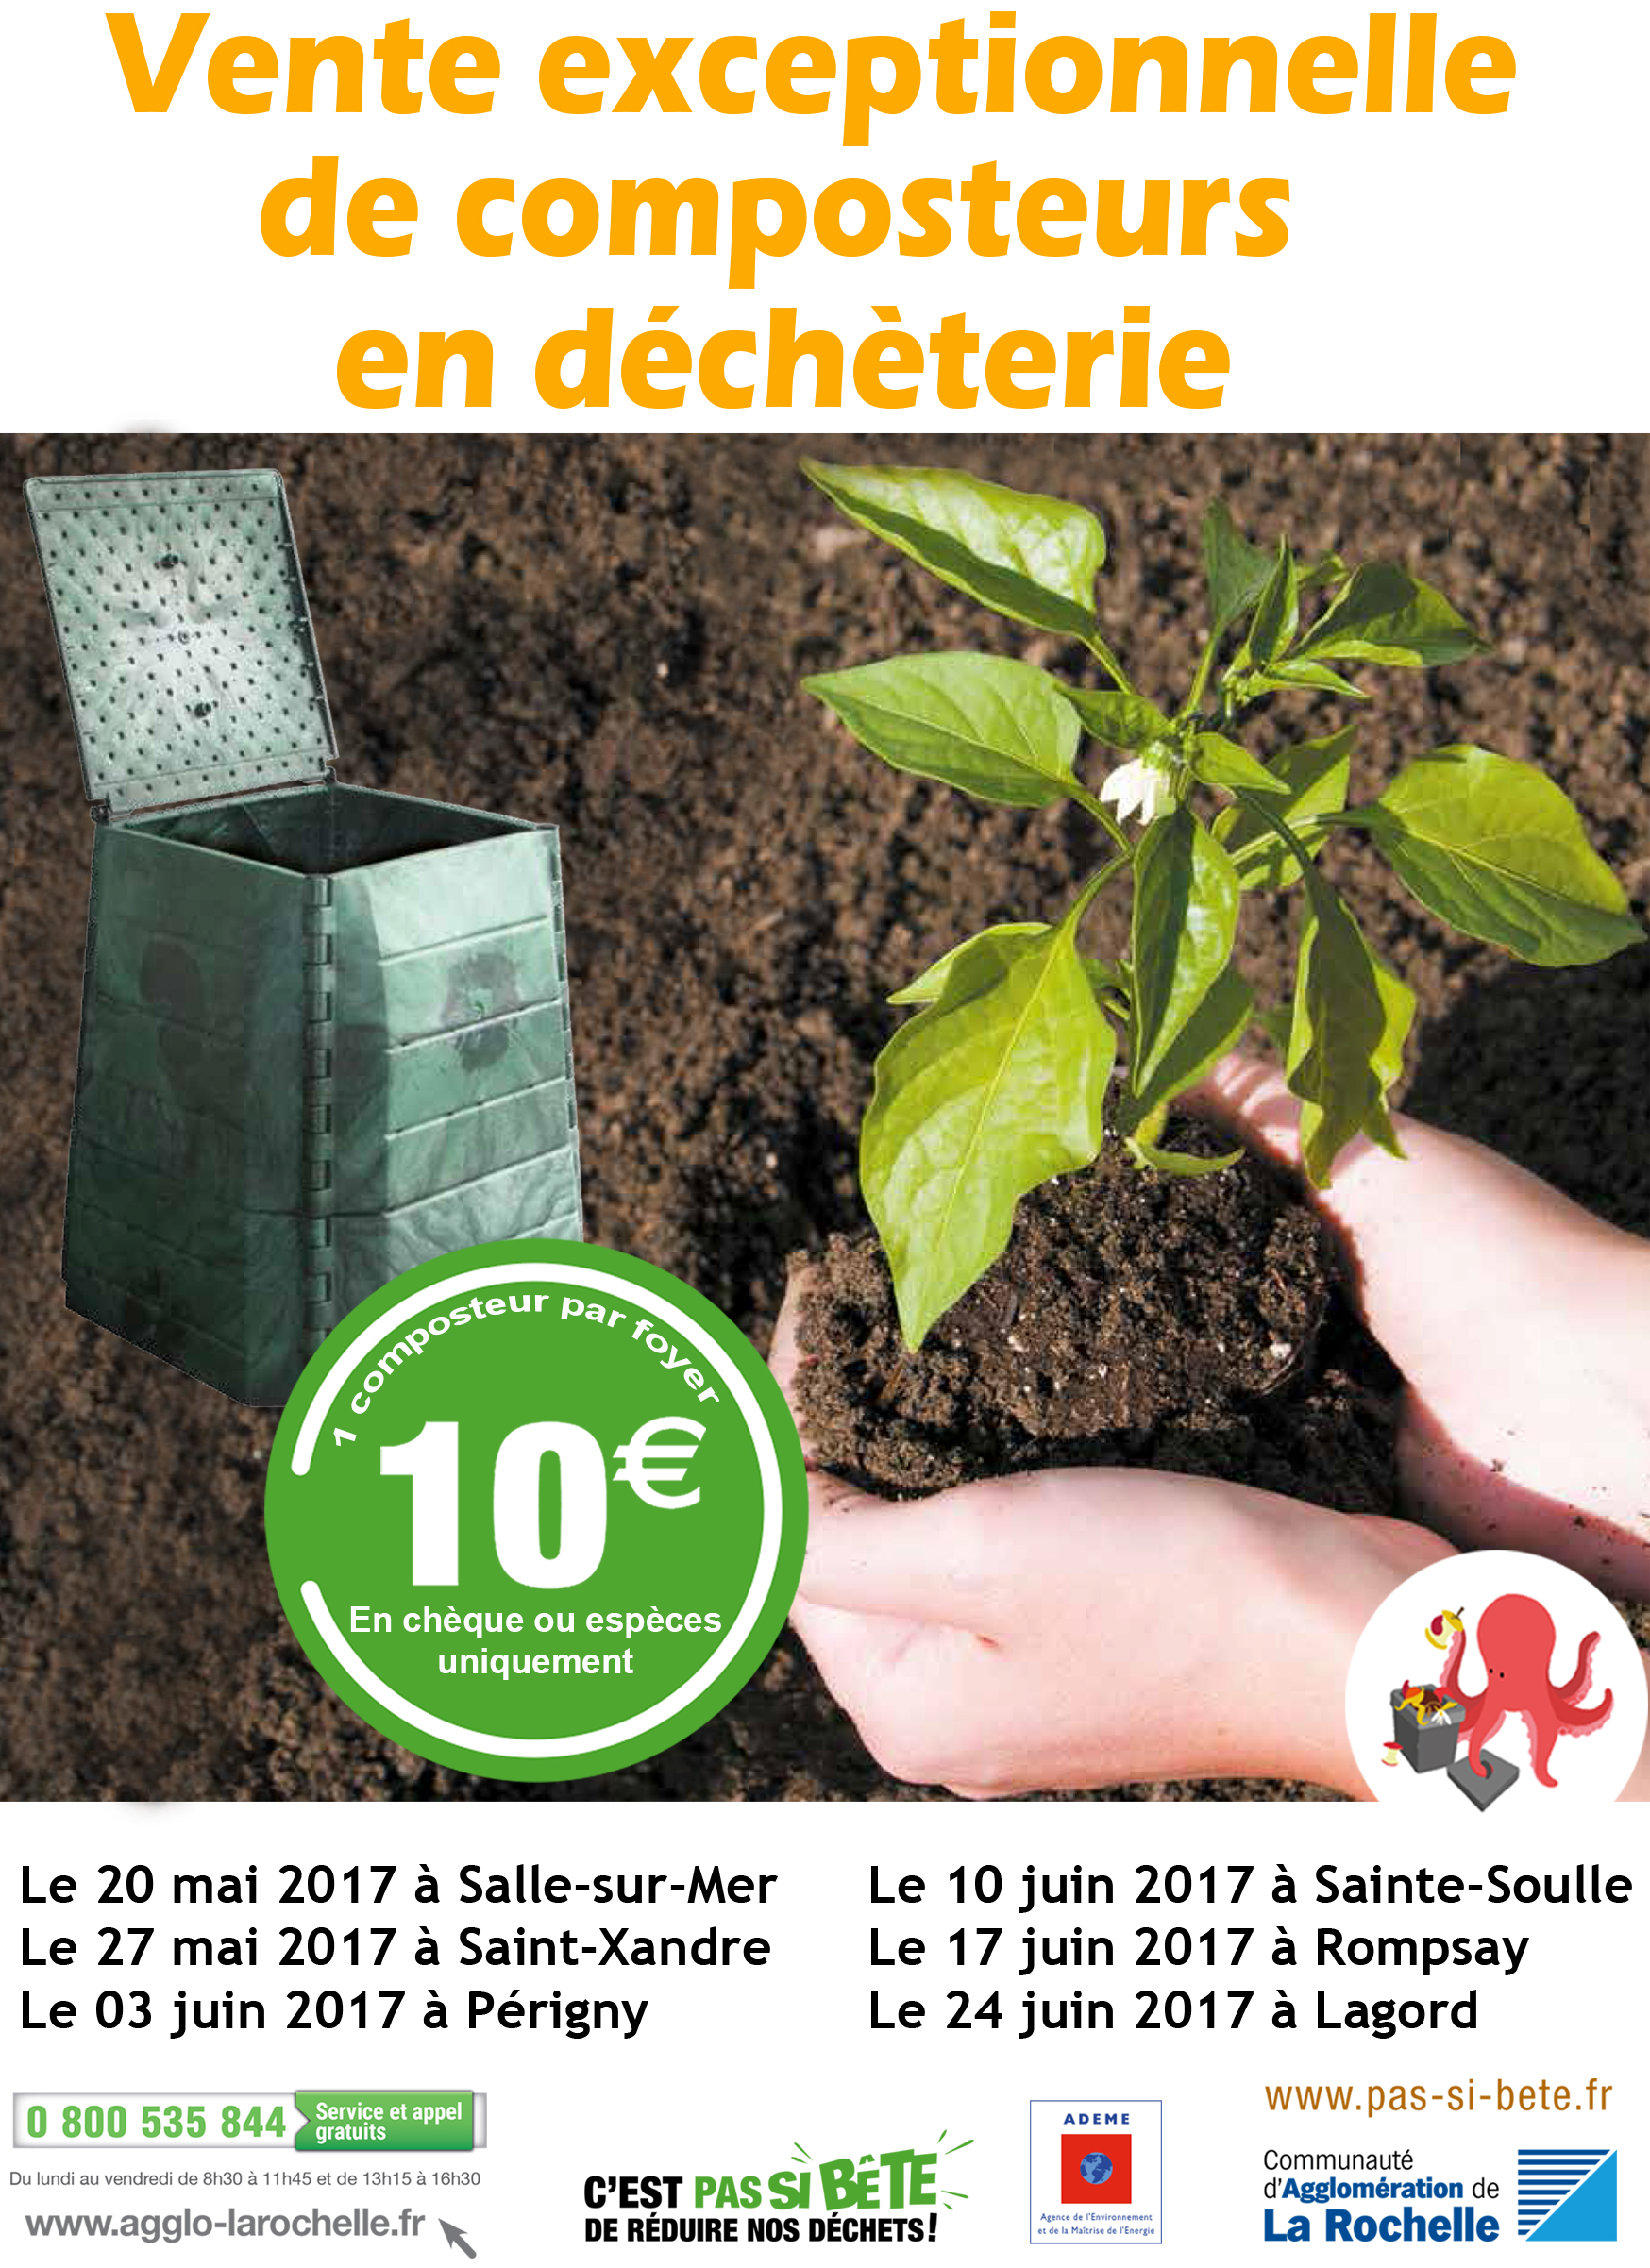 Vente exceptionnelle
de composteurs
en déchèterie
1 composteur par foyer
10€
En chèque ou espèces
uniquement
Le 20 mai 2017 à Salle-sur-Mer
Le 27 mai 2017 à Saint-Xandre
Le 03 juin 2017 à Périgny
Le 10 juin 2017 à Sainte-Soulle
Le 17 juin 2017 à Rompsay
Le 24 juin 2017 à Lagord
0 800 535 844
Service et appel
gratuits
Du lundi au vendredi de 8h30 à 11h45 et de 13h15 à 16h30
www.agglo-larochelle.fr
C'EST PAS SI BÊTE
DE RÉDUIRE NOS DÉCHETS!
ADEME
Agence de l'Environnement
et de la Maîtrise de l'Energie
www.pas-si-bete.fr
Communauté
d'Agglomération de
La Rochelle